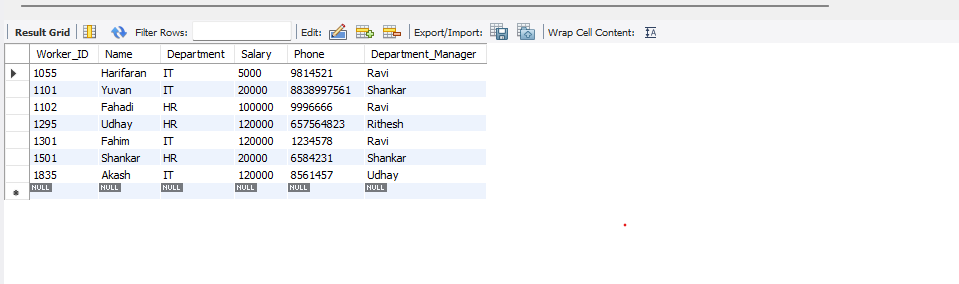 Result Grid Filter Rows: Edit: Export/Import: Wrap Cell Content: IA
Worker_ID Name Department Salary Phone Department_Manager
1055 Harifaran IT 5000 9814521 Ravi
1101 Yuvan IT 20000 8838997561 Shankar
1102 Fahadi HR 100000 9996666 Ravi
1295 Udhay HR 120000 657564823 Rithesh
1301 Fahim IT 120000 1234578 Ravi
1501 Shankar HR 20000 6584231 Shankar
1835 Akash IT 120000 8561457 Udhay
NULL NULL NULL NULL NULL NULL